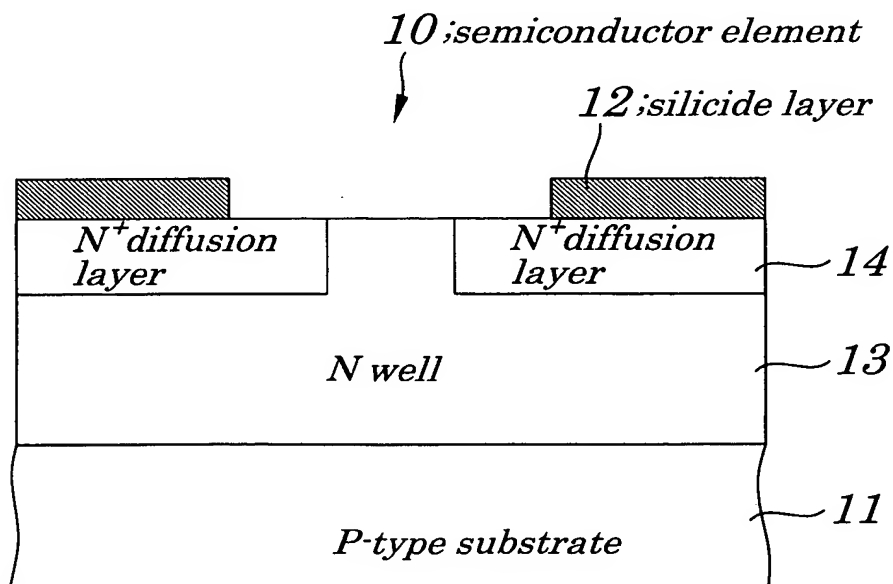 10;semiconductor element
12;silicide layer
N+diffusion
layer
N+diffusion
layer
14
N well
13
11
P-type substrate